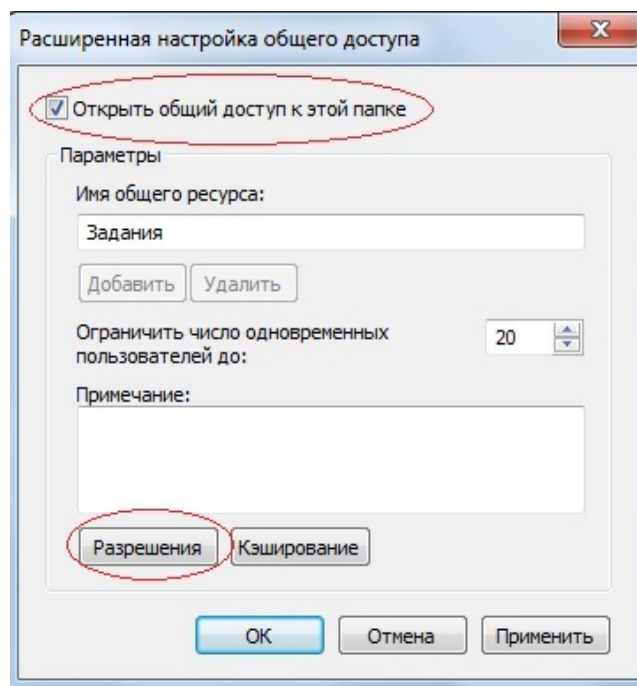 Расширенная настройка общего доступа
Открыть общий доступ к этой папке
Параметры
Имя общего ресурса:
Задания
Добавить Удалить
Ограничить число одновременных 20
пользователей до:
Примечание:
Разрешения Кэширование
ОК Отмена Применить